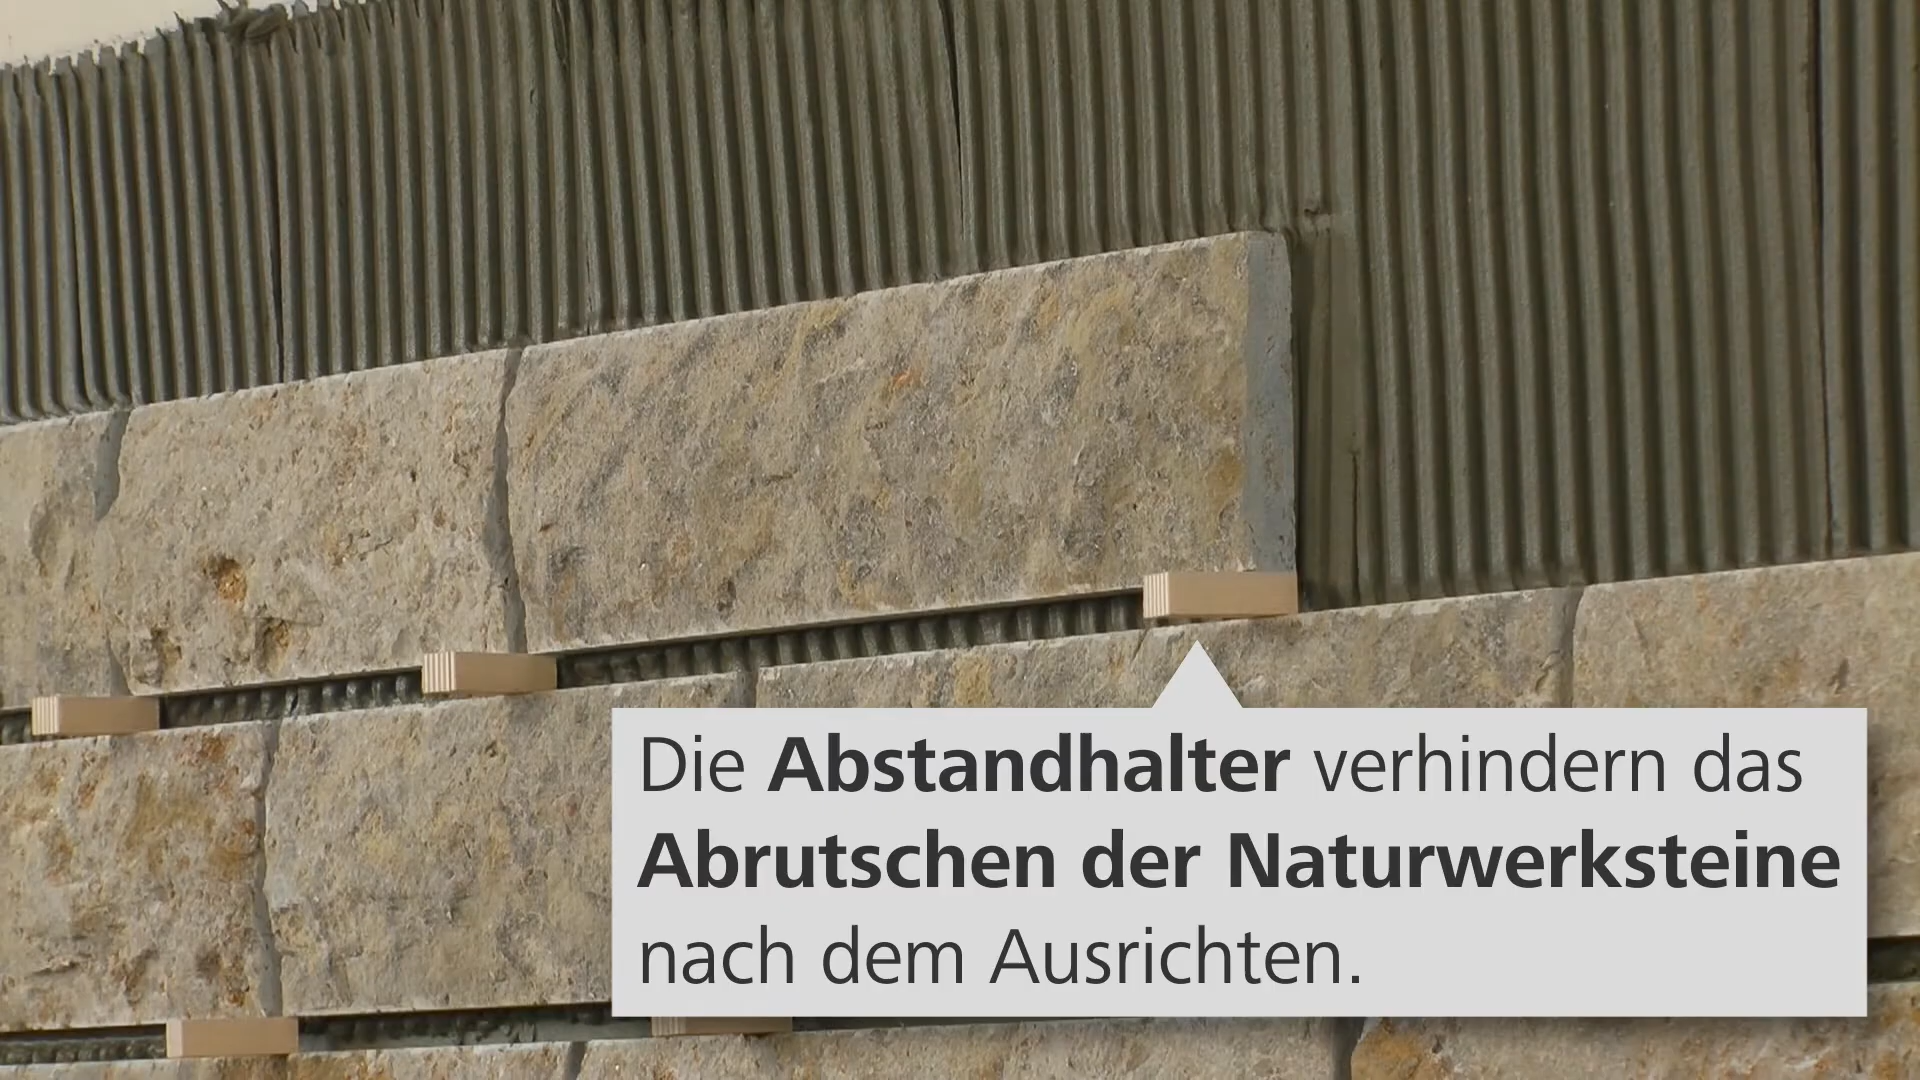 Die Abstandhalter verhindern das
Abrutschen der Naturwerksteine
nach dem Ausrichten.